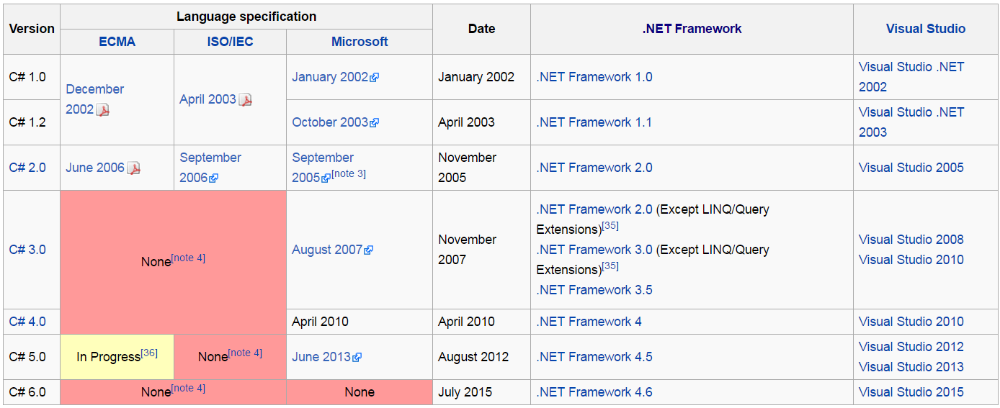 Version
Language specification
Date
.NET Framework
Visual Studio
ECMA
ISO/IEC
Microsoft
C# 1.0
December
2002
April 2003
January 2002
January 2002
.NET Framework 1.0
Visual Studio .NET
2002
C# 1.2
October 2003
April 2003
.NET Framework 1.1
Visual Studio .NET
2003
C# 2.0
June 2006
September
2006
September
2005[note 3]
November
2005
.NET Framework 2.0
Visual Studio 2005
C# 3.0
None[note 4]
August 2007
November
2007
.NET Framework 2.0 (Except LINQ/Query
Extensions)[35]
.NET Framework 3.0 (Except LINQ/Query
Extensions)[35]
.NET Framework 3.5
Visual Studio 2008
Visual Studio 2010
C# 4.0
April 2010
April 2010
.NET Framework 4
Visual Studio 2010
C# 5.0
In Progress[36]
None[note 4]
June 2013
August 2012
.NET Framework 4.5
Visual Studio 2012
Visual Studio 2013
C# 6.0
None[note 4]
None
July 2015
.NET Framework 4.6
Visual Studio 2015